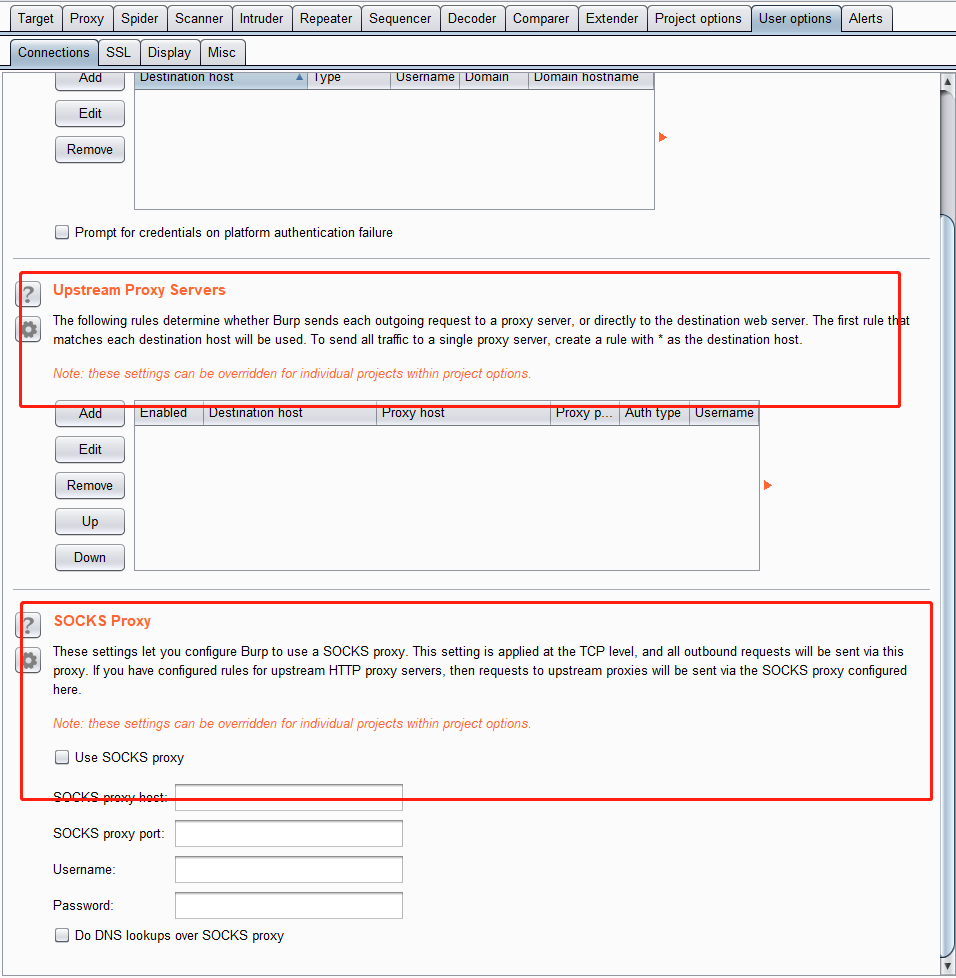 Target Proxy Spider Scanner Intruder Repeater Sequencer Decoder Comparer Extender Project options User options Alerts
Connections SSL Display Misc
Add Destination host Type Username Domain Domain hostname
Edit
Remove
Prompt for credentials on platform authentication failure
? Upstream Proxy Servers
The following rules determine whether Burp sends each outgoing request to a proxy server, or directly to the destination web server. The first rule that
matches each destination host will be used. To send all traffic to a single proxy server, create a rule with * as the destination host.
Note: these settings can be overridden for individual projects within project options.
Add Enabled Destination host Proxy host Proxy p... Auth type Username
Edit
Remove
Up
Down
? SOCKS Proxy
These settings let you configure Burp to use a SOCKS proxy. This setting is applied at the TCP level, and all outbound requests will be sent via this
proxy. If you have configured rules for upstream HTTP proxy servers, then requests to upstream proxies will be sent via the SOCKS proxy configured
here.
Note: these settings can be overridden for individual projects within project options.
Use SOCKS proxy
SOCKS proxy host:
SOCKS proxy port:
Username:
Password:
Do DNS lookups over SOCKS proxy